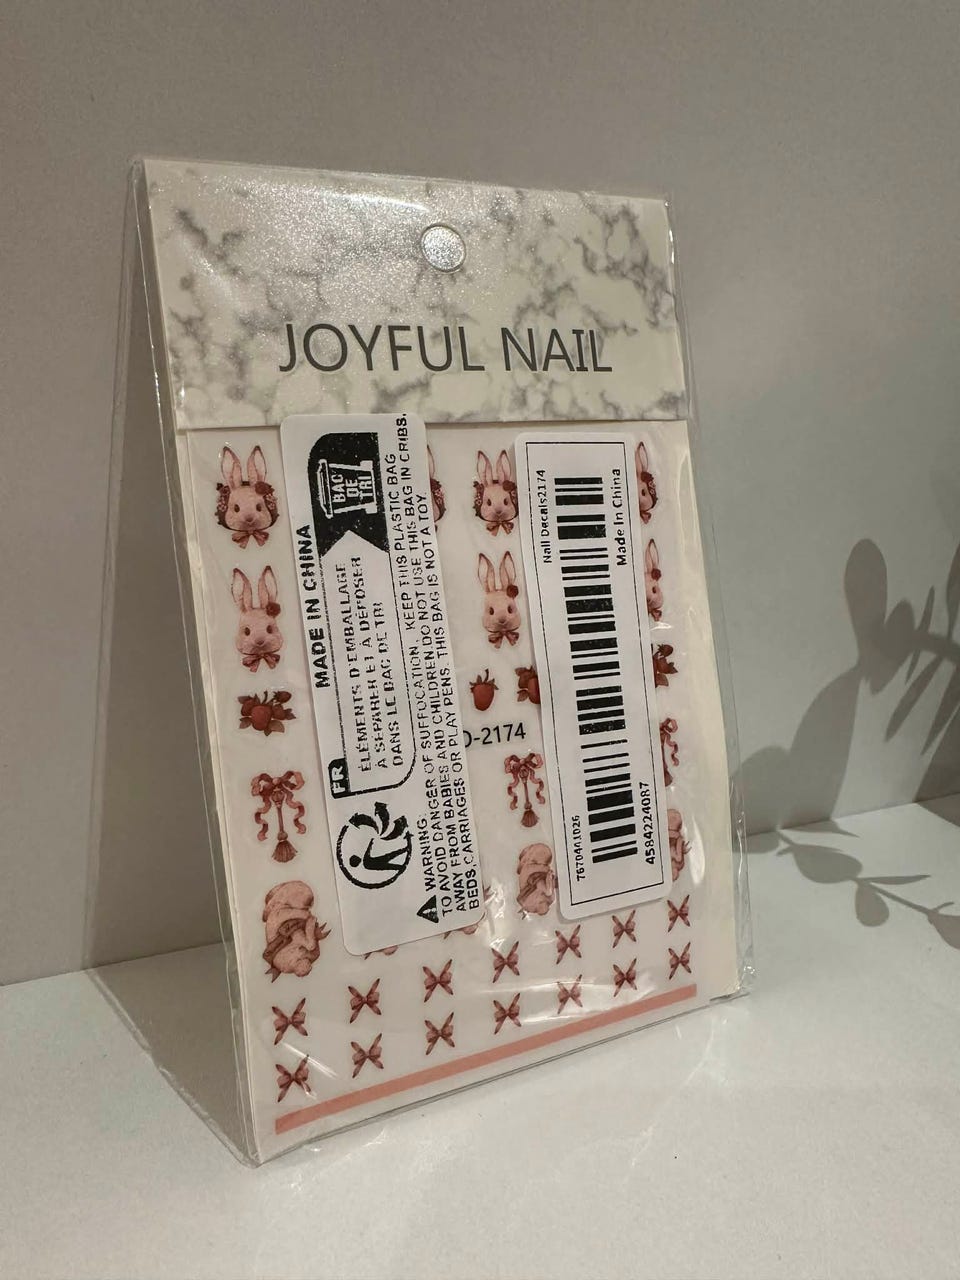 JOYFUL NAIL
MADE IN CHINA
FR
ÉLÉMENTS D'EMBALLAGE
À SÉPARER ET À DÉPOSER
DANS LE BAC DE TRI
BAC
DE
TRI
WARNING:
TO AVOID DANGER OF SUFFOCATION, KEEP THIS PLASTIC BAG
AWAY FROM BABIES AND CHILDREN.DO NOT USE THIS BAG IN CRIBS,
BEDS,CARRIAGES OR PLAY PENS. THIS BAG IS NOT A TOY.
-2174
Nail Decals2174
Made In China
4584224087